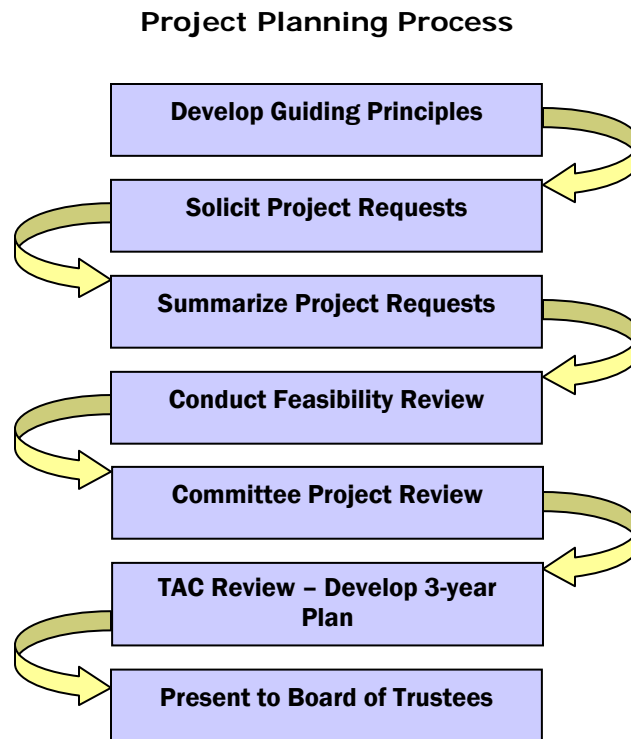 Project Planning Process
Develop Guiding Principles
Solicit Project Requests
Summarize Project Requests
Conduct Feasibility Review
Committee Project Review
TAC Review – Develop 3-year
Plan
Present to Board of Trustees